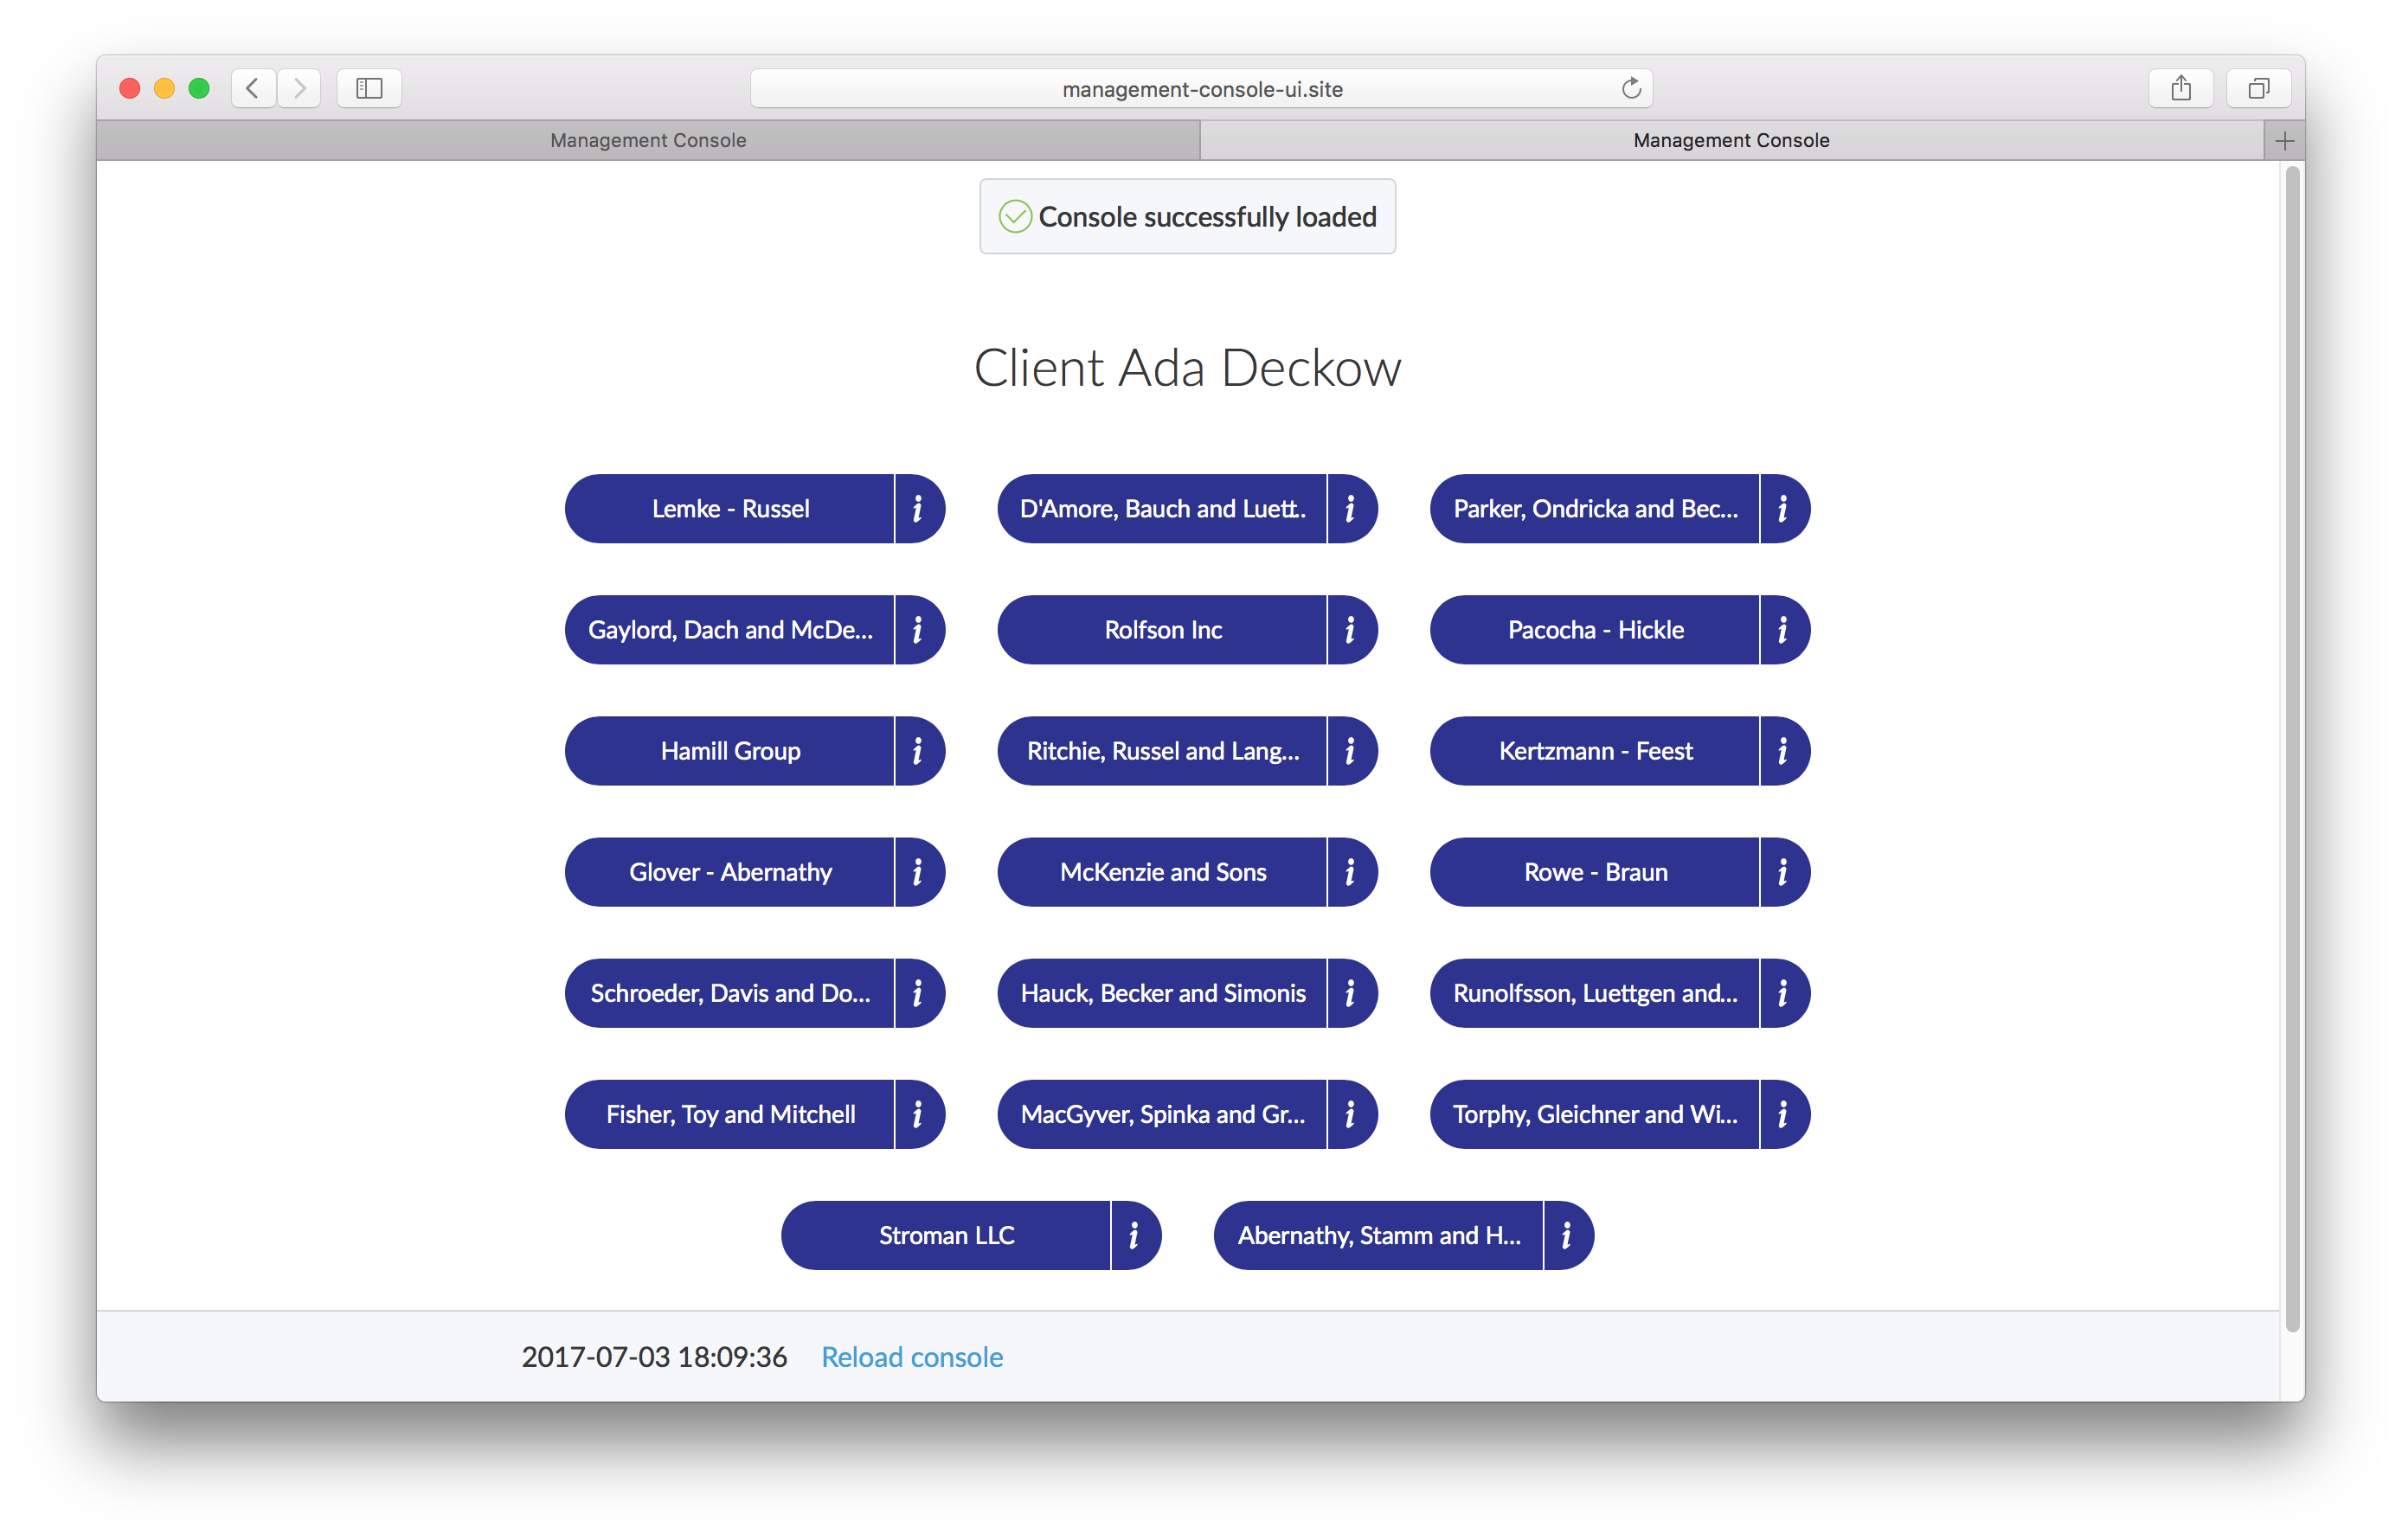 management-console-ui.site
Management Console
Management Console
Console successfully loaded
Client Ada Deckow
Lemke - Russel i
D'Amore, Bauch and Luett... i
Parker, Ondricka and Bec... i
Gaylord, Dach and McDe... i
Rolfson Inc i
Pacocha - Hickle i
Hamill Group i
Ritchie, Russel and Lang... i
Kertzmann - Feest i
Glover - Abernathy i
McKenzie and Sons i
Rowe - Braun i
Schroeder, Davis and Do... i
Hauck, Becker and Simonis i
Runolfsson, Luettgen and... i
Fisher, Toy and Mitchell i
MacGyver, Spinka and Gr... i
Torphy, Gleichner and Wi... i
Stroman LLC i
Abernathy, Stamm and H... i
2017-07-03 18:09:36 Reload console